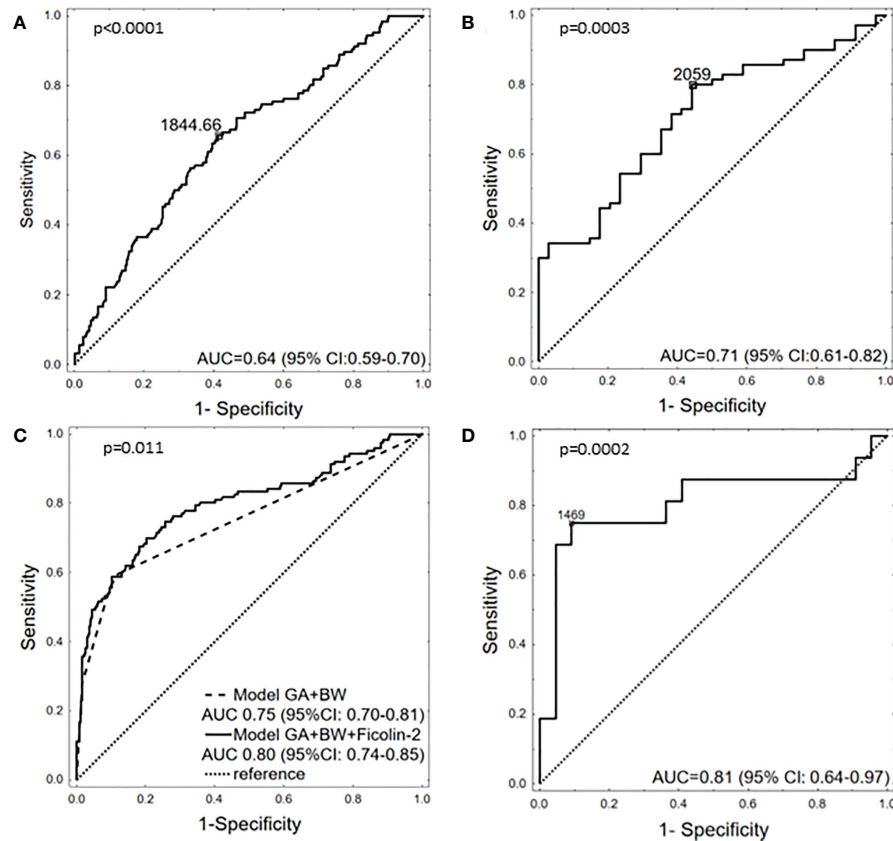 A
p<0.0001
1.0
0.8
0.6
0.4
0.2
0.0
Sensitivity
1844.66
AUC=0.64 (95% CI:0.59-0.70)
0.0 0.2 0.4 0.6 0.8 1.0
1- Specificity
B
p=0.0003
1.0
0.8
0.6
0.4
0.2
0.0
Sensitivity
2059
AUC=0.71 (95% CI:0.61-0.82)
0.0 0.2 0.4 0.6 0.8 1.0
1- Specificity
C
p=0.011
1.0
0.8
0.6
0.4
0.2
0.0
Sensitivity
Model GA+BW
AUC 0.75 (95%CI: 0.70-0.81)
Model GA+BW+Ficolin-2
AUC 0.80 (95%CI: 0.74-0.85)
reference
0.0 0.2 0.4 0.6 0.8 1.0
1-Specificity
D
p=0.0002
1.0
0.8
0.6
0.4
0.2
0.0
Sensitivity
1469
AUC=0.81 (95% CI: 0.64-0.97)
0.0 0.2 0.4 0.6 0.8 1.0
1- Specificity